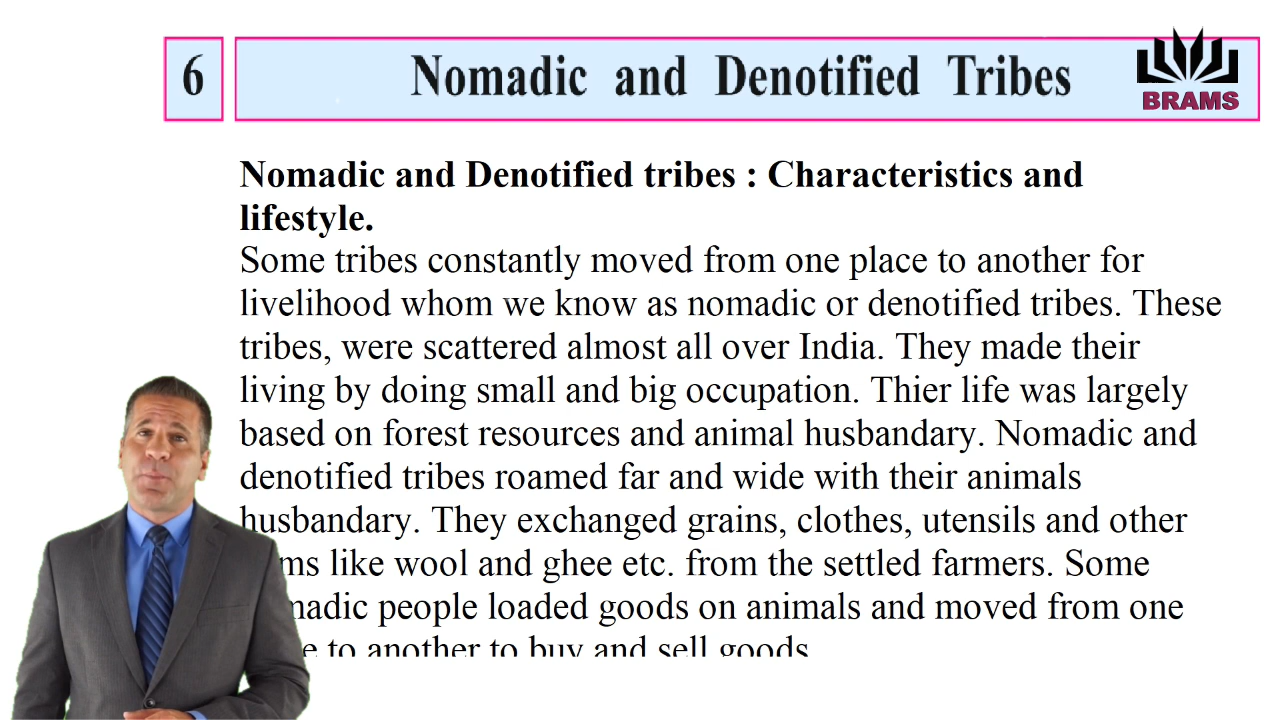 6
Nomadic and Denotified Tribes
BRAMS
Nomadic and Denotified tribes : Characteristics and
lifestyle.
Some tribes constantly moved from one place to another for
livelihood whom we know as nomadic or denotified tribes. These
tribes, were scattered almost all over India. They made their
living by doing small and big occupation. Thier life was largely
based on forest resources and animal husbandary. Nomadic and
denotified tribes roamed far and wide with their animals
husbandary. They exchanged grains, clothes, utensils and other
like wool and ghee etc. from the settled farmers. Some
people loaded goods on animals and moved from one
to another to buy and sell goods